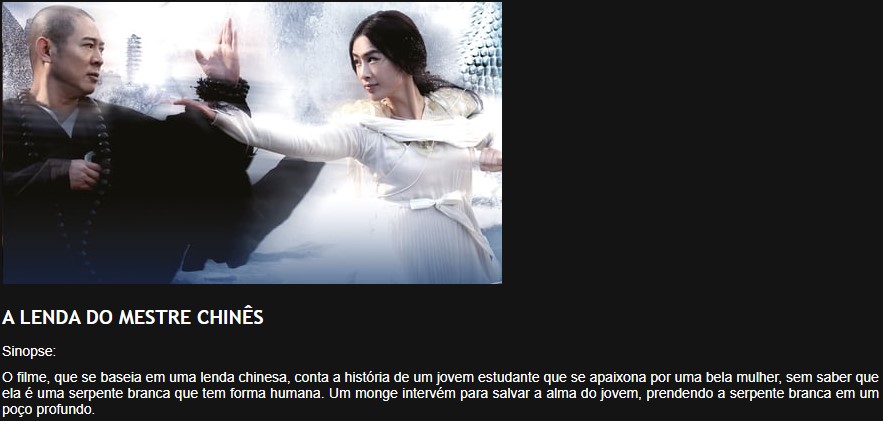 A LENDA DO MESTRE CHINÊS
Sinopse:
O filme, que se baseia em uma lenda chinesa, conta a história de um jovem estudante que se apaixona por uma bela mulher, sem saber que
ela é uma serpente branca que tem forma humana. Um monge intervém para salvar a alma do jovem, prendendo a serpente branca em um
poço profundo.